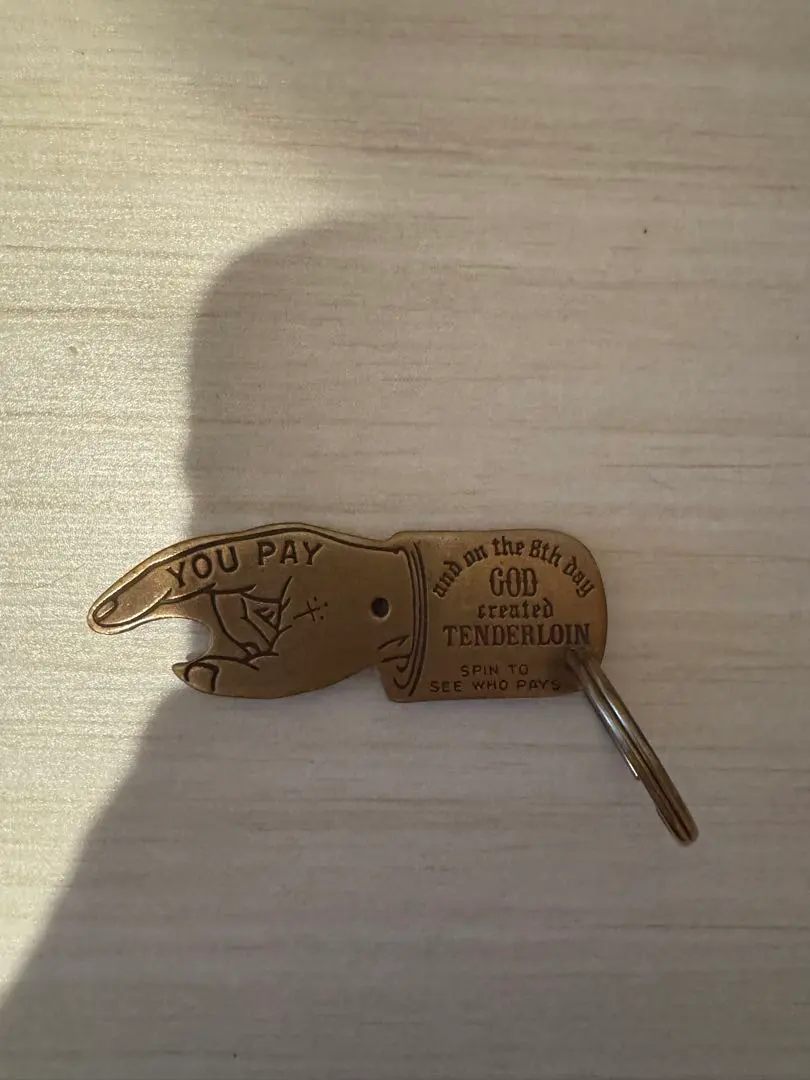 YOU PAY
and on the 8th day
GOD
created
TENDERLOIN
SPIN TO
SEE WHO PAYS